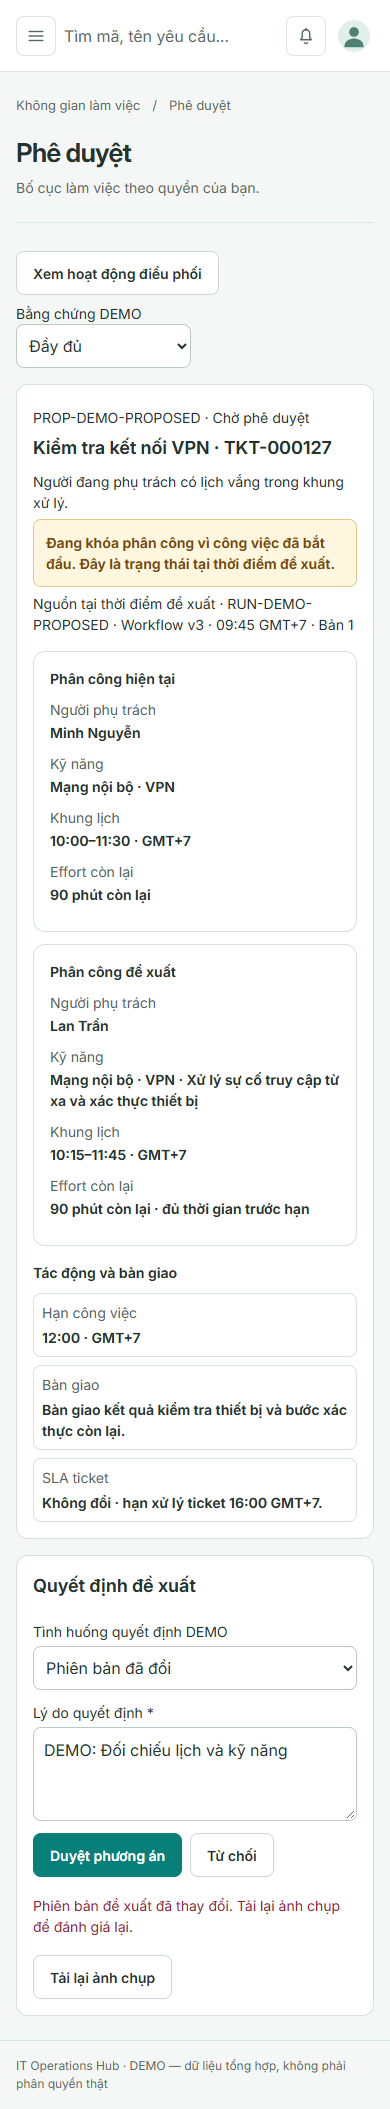 Tìm mã, tên yêu cầu...
Không gian làm việc / Phê duyệt
Phê duyệt
Bố cục làm việc theo quyền của bạn.
Xem hoạt động điều phối
Bằng chứng DEMO
Đầy đủ
PROP-DEMO-PROPOSED · Chờ phê duyệt
Kiểm tra kết nối VPN · TKT-000127
Người đang phụ trách có lịch vắng trong khung
xử lý.
Đang khóa phân công vì công việc đã bắt
đầu. Đây là trạng thái tại thời điểm đề xuất.
Nguồn tại thời điểm đề xuất · RUN-DEMO-
PROPOSED · Workflow v3 · 09:45 GMT+7 · Bản 1
Phân công hiện tại
Người phụ trách
Minh Nguyễn
Kỹ năng
Mạng nội bộ · VPN
Khung lịch
10:00–11:30 · GMT+7
Effort còn lại
90 phút còn lại
Phân công đề xuất
Người phụ trách
Lan Trần
Kỹ năng
Mạng nội bộ · VPN · Xử lý sự cố truy cập từ
xa và xác thực thiết bị
Khung lịch
10:15–11:45 · GMT+7
Effort còn lại
90 phút còn lại · đủ thời gian trước hạn
Tác động và bàn giao
Hạn công việc
12:00 · GMT+7
Bàn giao
Bàn giao kết quả kiểm tra thiết bị và bước xác
thực còn lại.
SLA ticket
Không đổi · hạn xử lý ticket 16:00 GMT+7.
Quyết định đề xuất
Tình huống quyết định DEMO
Phiên bản đã đổi
Lý do quyết định *
DEMO: Đối chiếu lịch và kỹ năng
Duyệt phương án
Từ chối
Phiên bản đề xuất đã thay đổi. Tải lại ảnh chụp
để đánh giá lại.
Tải lại ảnh chụp
IT Operations Hub · DEMO — dữ liệu tổng hợp, không phải
phân quyền thật